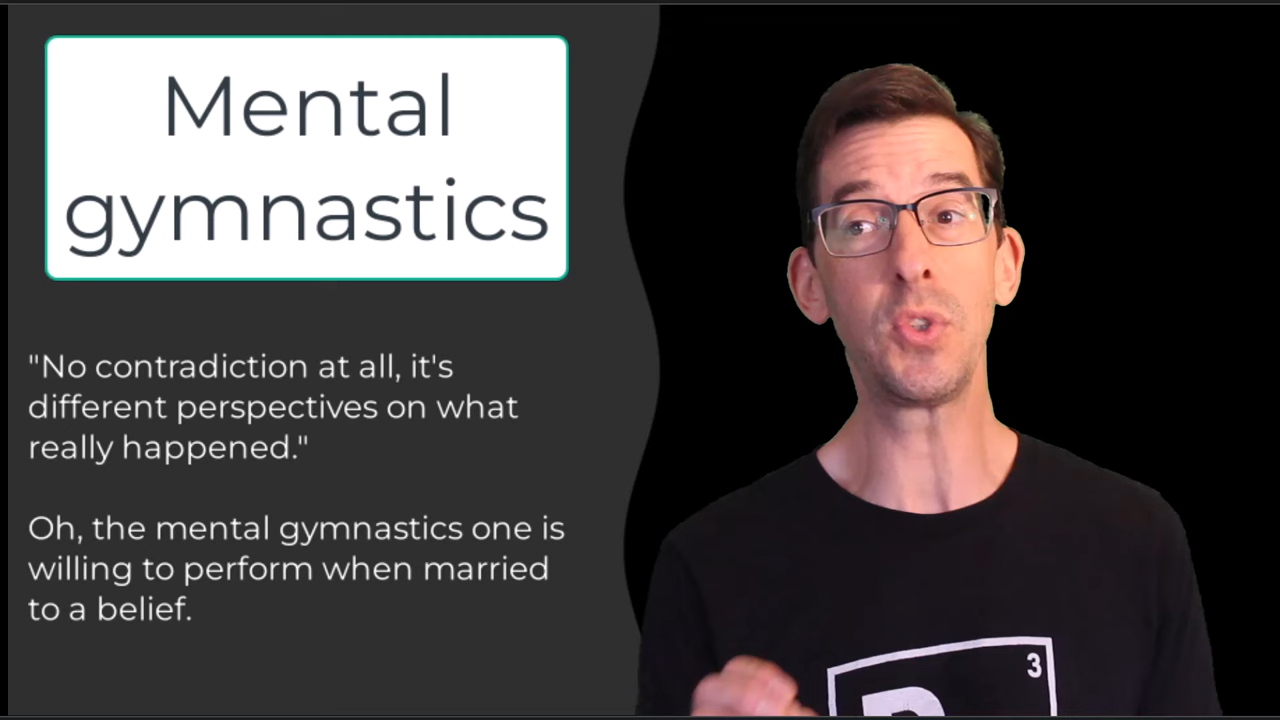 Mental
gymnastics
"No contradiction at all, it's
different perspectives on what
really happened."
Oh, the mental gymnastics one is
willing to perform when married
to a belief.
3